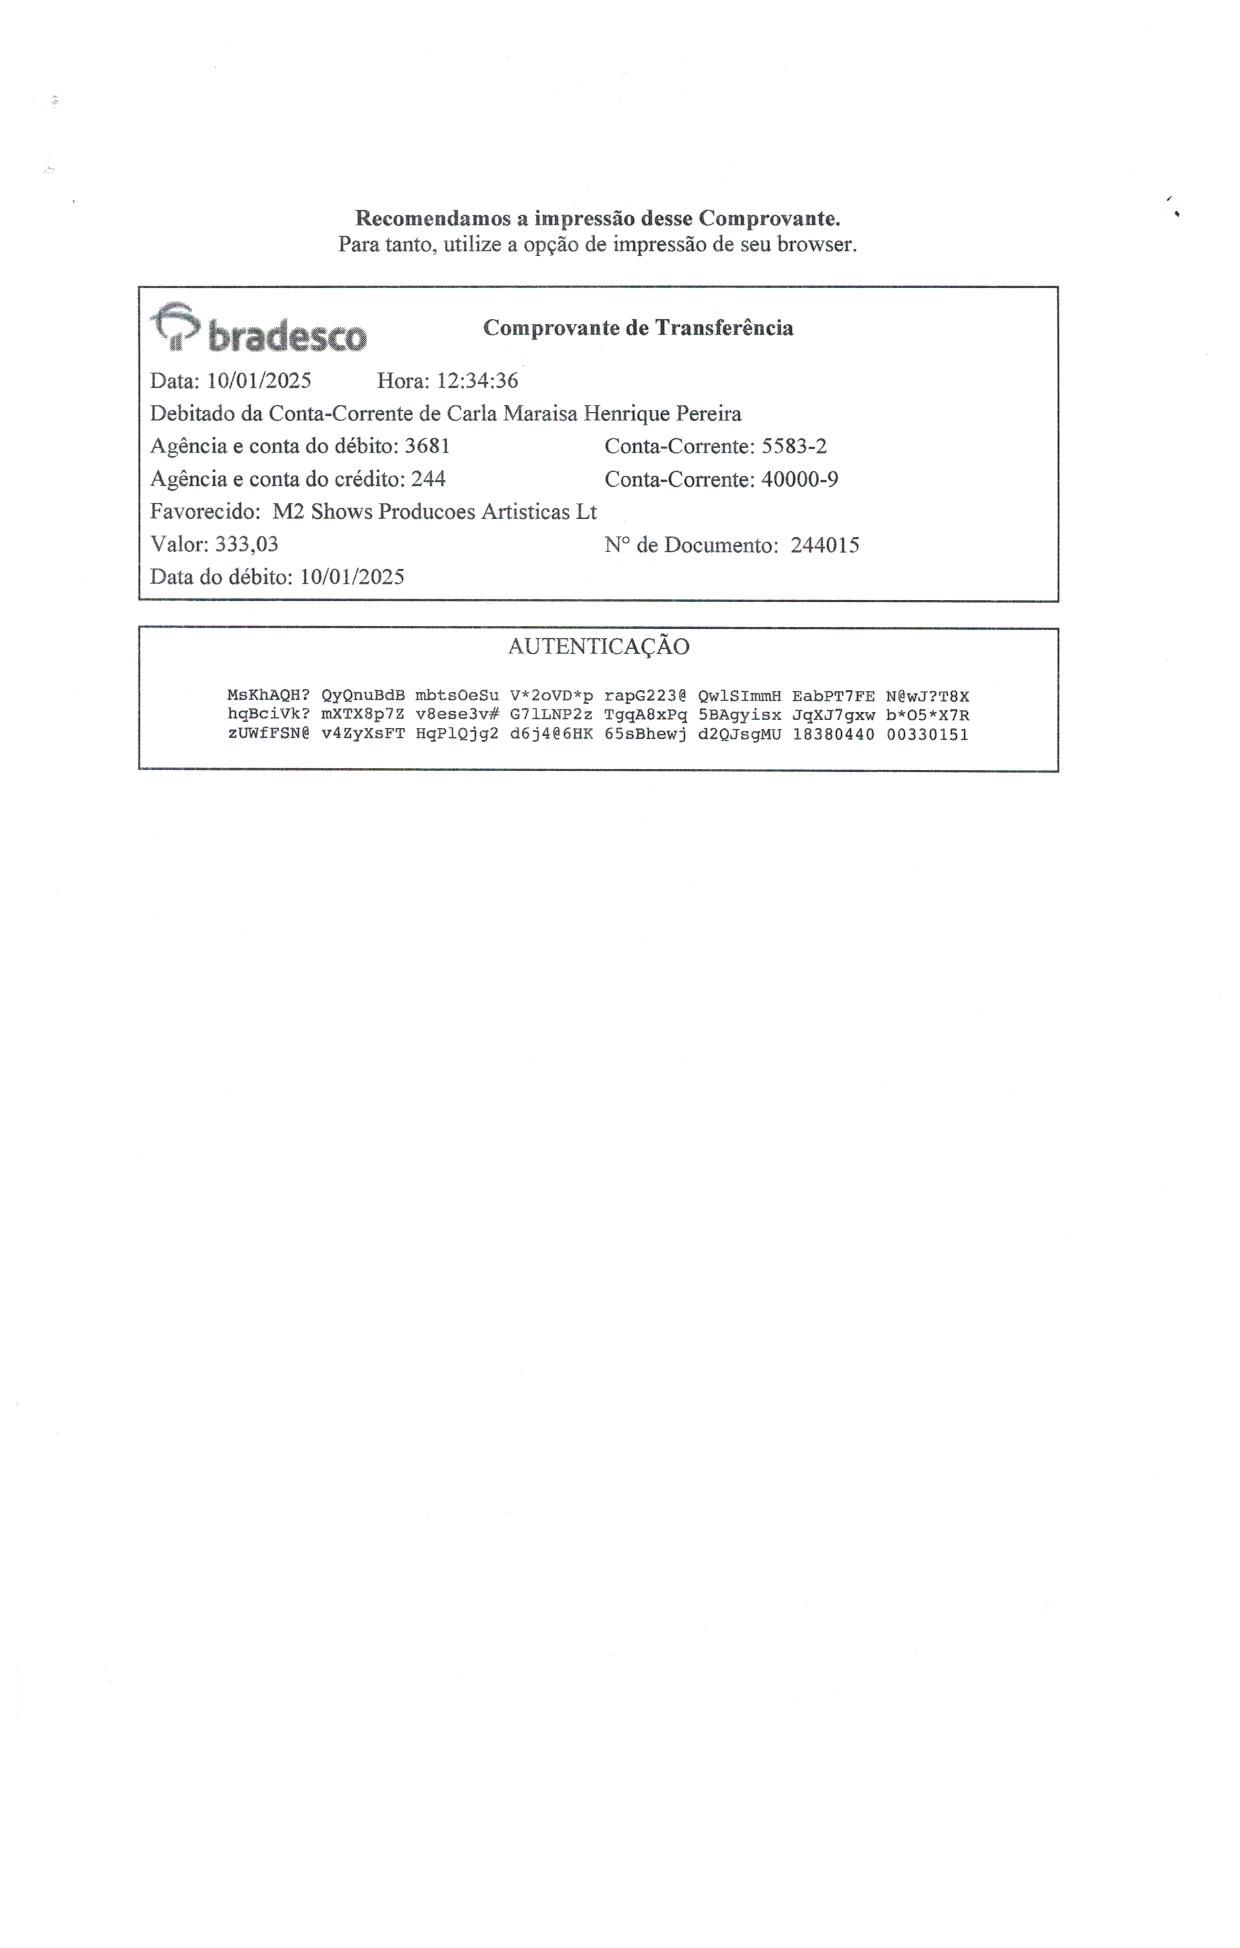 Recomendamos a impressão desse Comprovante.
Para tanto, utilize a opção de impressão de seu browser.
bradesco Comprovante de Transferência
Data: 10/01/2025 Hora: 12:34:36
Debitado da Conta-Corrente de Carla Maraisa Henrique Pereira
Agência e conta do débito: 3681 Conta-Corrente: 5583-2
Agência e conta do crédito: 244 Conta-Corrente: 40000-9
Favorecido: M2 Shows Producoes Artisticas Lt
Valor: 333,03 N° de Documento: 244015
Data do débito: 10/01/2025
AUTENTICAÇÃO
MsKhAQH? QyQnuBdB mbtsOeSu V*2oVD*p rapG223@ QwlSImmH EabPT7FE N@wJ?T8X
hqBciVk? mXTX8p7Z v8ese3v# G7lLNP2z TgqA8xPq 5BAgyisx JqXJ7gxw b*O5*X7R
zUWfFSN@ v4ZyXsFT HqPlQjg2 d6j4@6HK 65sBhewj d2QJsgMU 18380440 00330151